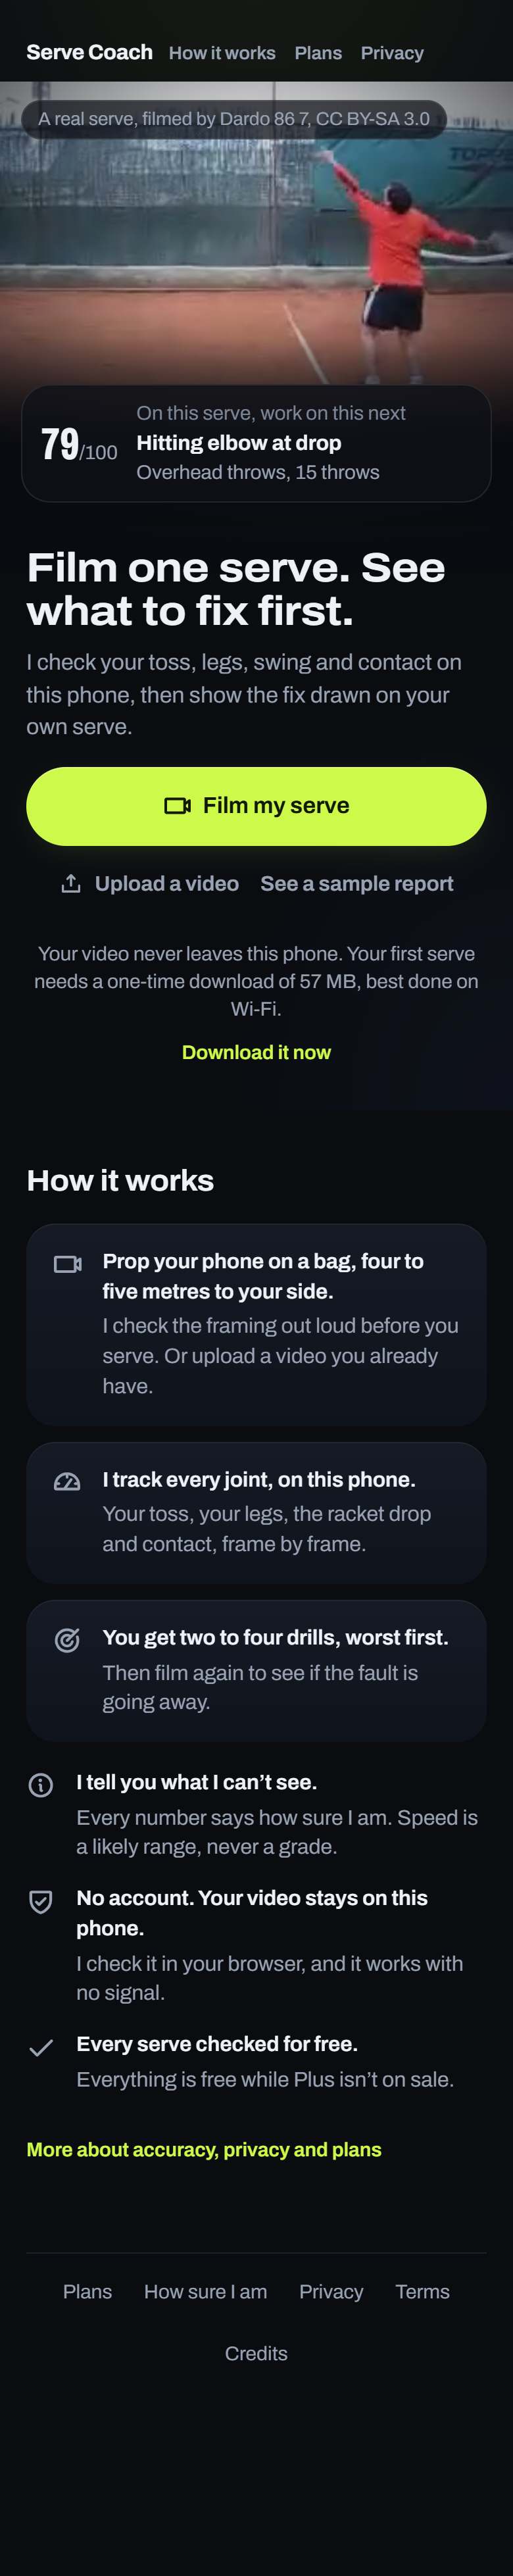 Serve Coach How it works Plans Privacy
A real serve, filmed by Dardo 86 7, CC BY-SA 3.0
79/100
On this serve, work on this next
Hitting elbow at drop
Overhead throws, 15 throws
Film one serve. See
what to fix first.
I check your toss, legs, swing and contact on
this phone, then show the fix drawn on your
own serve.
Film my serve
Upload a video See a sample report
Your video never leaves this phone. Your first serve
needs a one-time download of 57 MB, best done on
Wi-Fi.
Download it now
How it works
Prop your phone on a bag, four to
five metres to your side.
I check the framing out loud before you
serve. Or upload a video you already
have.
I track every joint, on this phone.
Your toss, your legs, the racket drop
and contact, frame by frame.
You get two to four drills, worst first.
Then film again to see if the fault is
going away.
I tell you what I can’t see.
Every number says how sure I am. Speed is
a likely range, never a grade.
No account. Your video stays on this
phone.
I check it in your browser, and it works with
no signal.
Every serve checked for free.
Everything is free while Plus isn’t on sale.
More about accuracy, privacy and plans
Plans How sure I am Privacy Terms
Credits